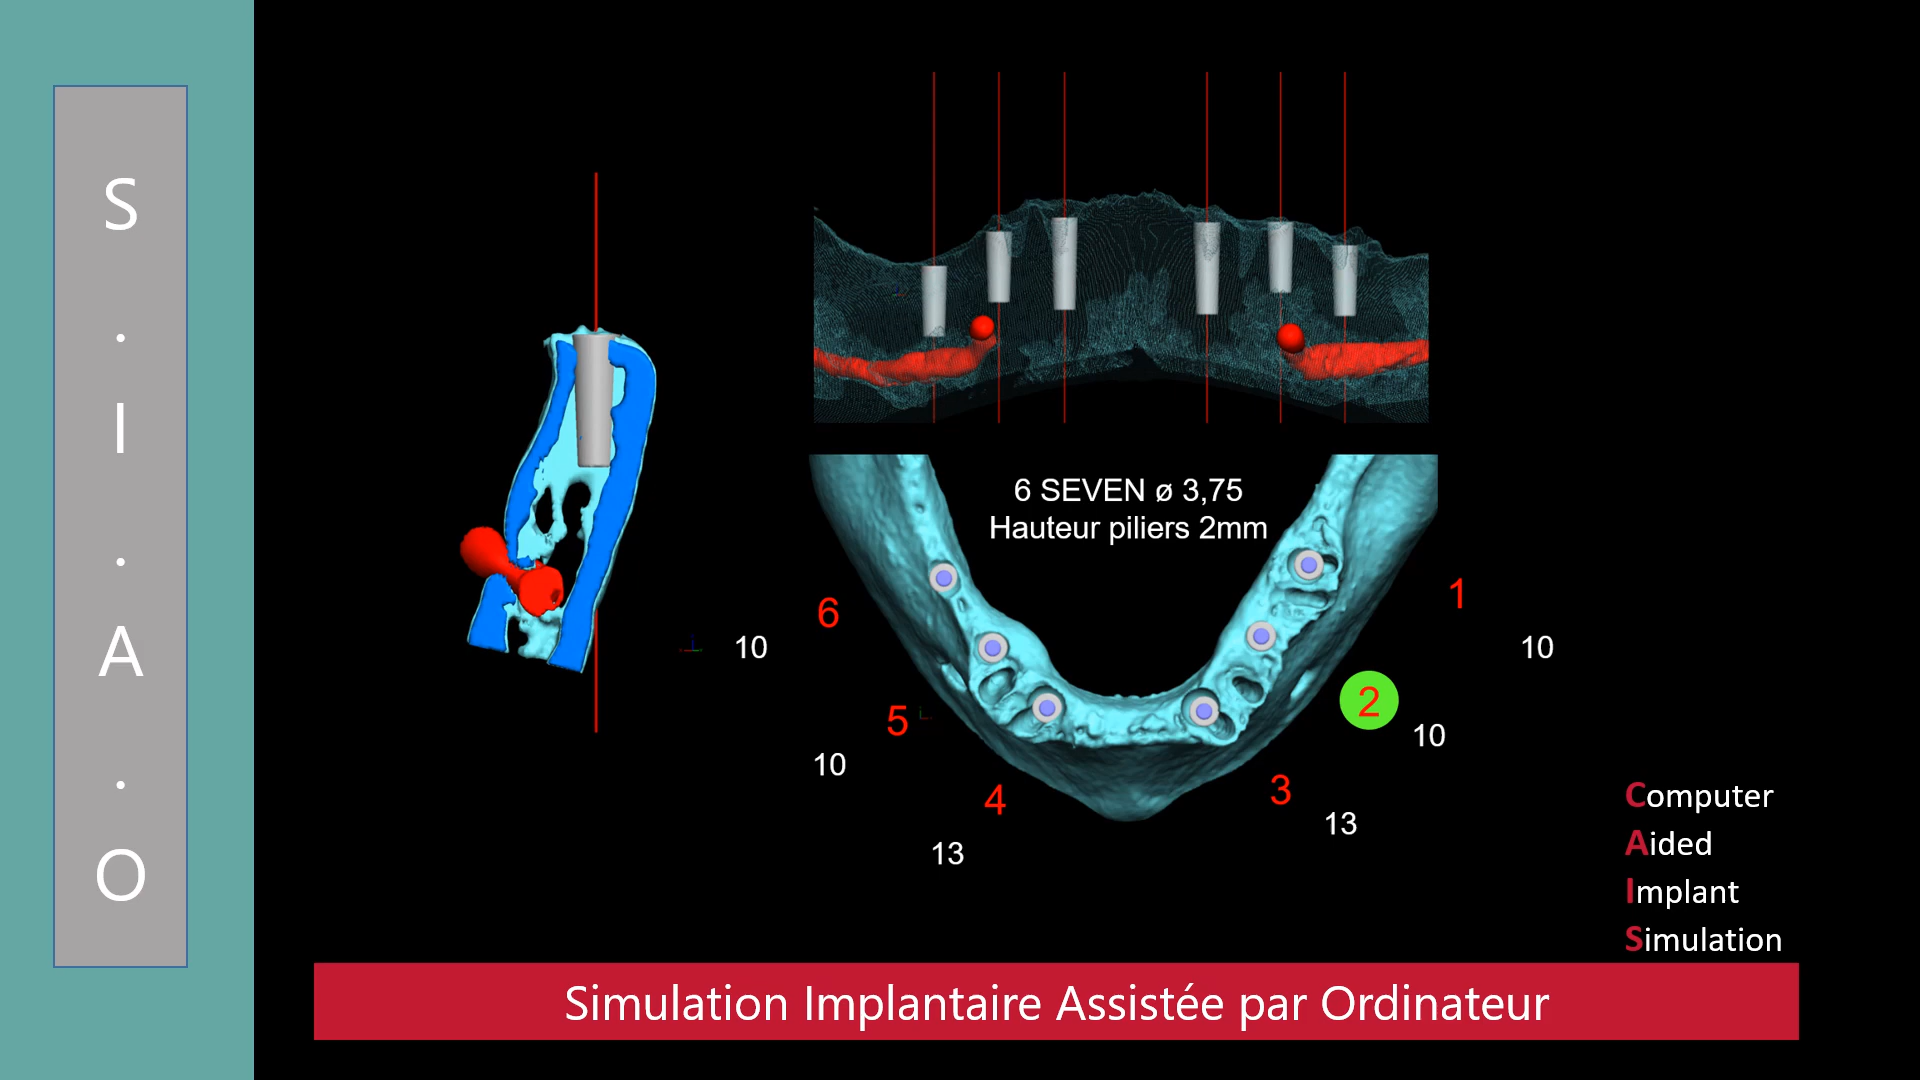 S
.
I
.
A
.
O
6 SEVEN ø 3,75
Hauteur piliers 2mm
6
10
5
10
4
13
3
13
2
10
1
10
Computer
Aided
Implant
Simulation
Simulation Implantaire Assistée par Ordinateur